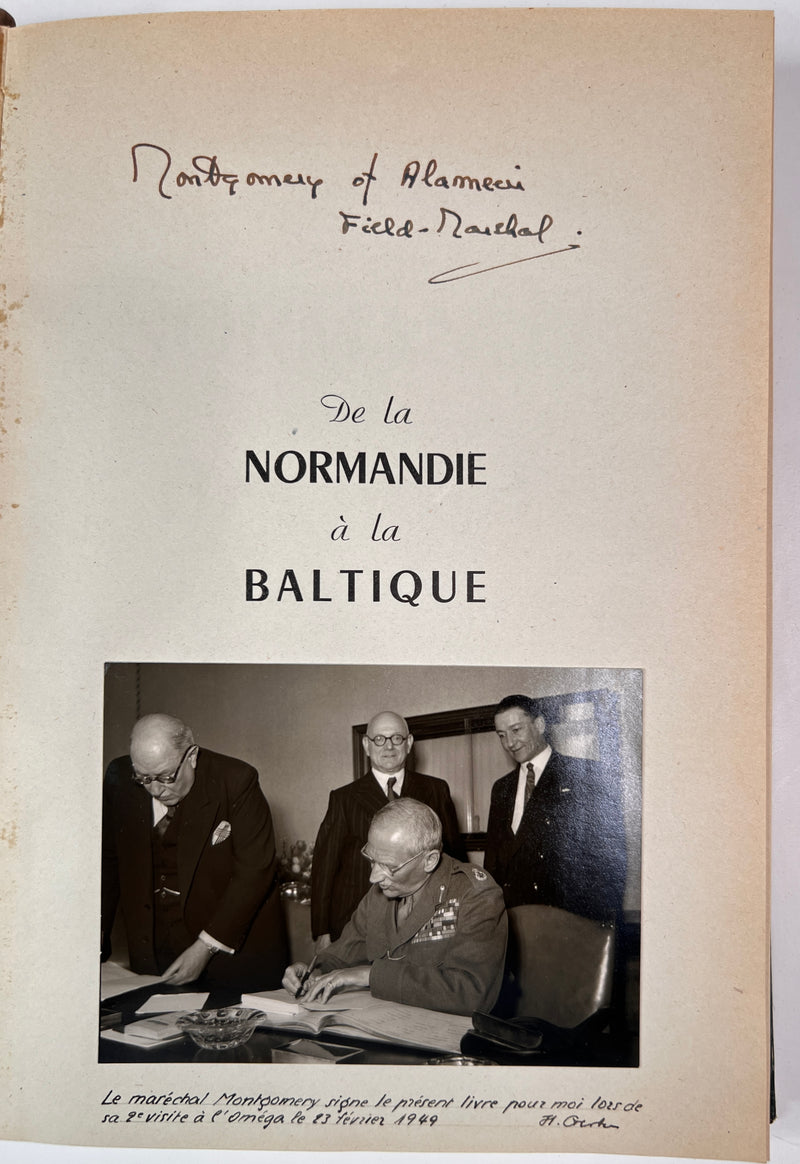 Montgomery of Alamein
Field-Marshal.
De la
NORMANDIE
à la
BALTIQUE
Le maréchal Montgomery signe le présent livre pour moi lors de
sa 2e visite à l'Oméga le 23 février 1949 H.